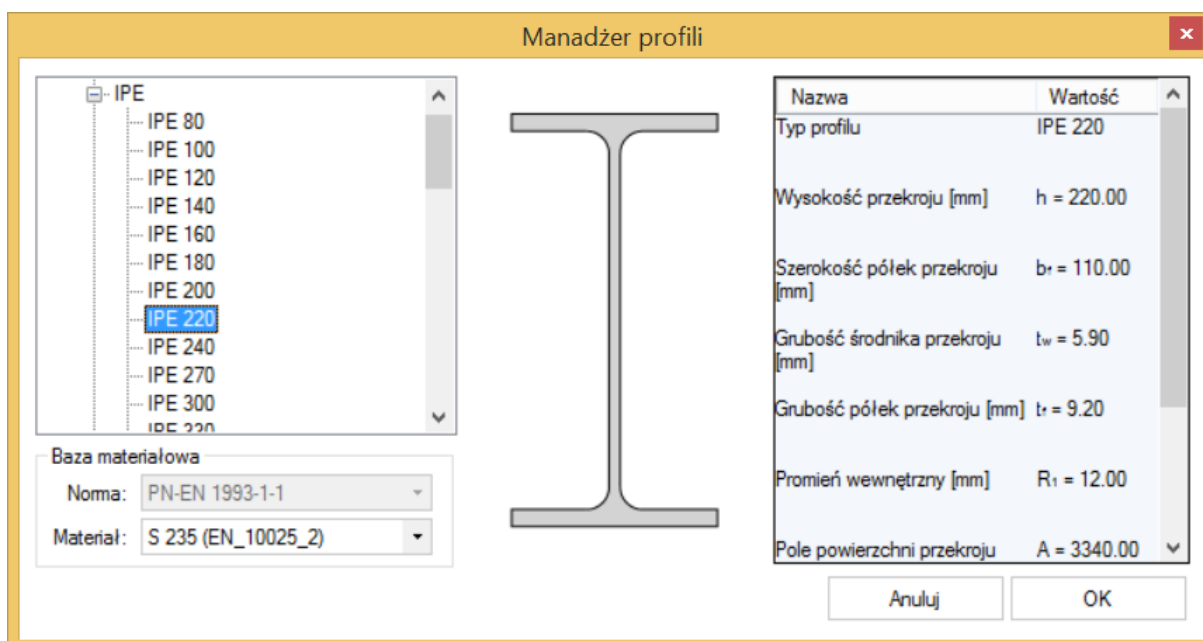 Manadżer profili
x
IPE
IPE 80
IPE 100
IPE 120
IPE 140
IPE 160
IPE 180
IPE 200
IPE 220
IPE 240
IPE 270
IPE 300
Baza materiałowa
Norma: PN-EN 1993-1-1
Materiał: S 235 (EN_10025_2)
Nazwa Wartość
Typ profilu IPE 220
Wysokość przekroju [mm] h = 220.00
Szerokość półek przekroju bf = 110.00
[mm]
Grubość środnika przekroju tw = 5.90
[mm]
Grubość półek przekroju [mm] tf = 9.20
Promień wewnętrzny [mm] R1 = 12.00
Pole powierzchni przekroju A = 3340.00
Anuluj OK